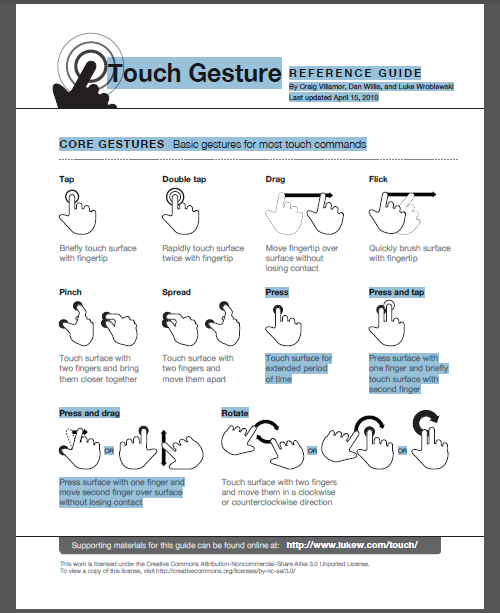 Touch Gesture REFERENCE GUIDE
By Craig Villamor, Dan Willis, and Luke Wroblewski
Last updated April 15, 2010
CORE GESTURES Basic gestures for most touch commands
Tap
Briefly touch surface
with fingertip
Double tap
Rapidly touch surface
twice with fingertip
Drag
Move fingertip over
surface without
losing contact
Flick
Quickly brush surface
with fingertip
Pinch
Touch surface with
two fingers and bring
them closer together
Spread
Touch surface with
two fingers and
move them apart
Press
Touch surface for
extended period
of time
Press and tap
Press surface with
one finger and briefly
touch surface with
second finger
Press and drag
OR
Press surface with one finger and
move second finger over surface
without losing contact
Rotate
OR
OR
Touch surface with two fingers
and move them in a clockwise
or counterclockwise direction
Supporting materials for this guide can be found online at: http://www.lukew.com/touch/
This work is licensed under the Creative Commons Attribution-Noncommercial-Share Alike 3.0 Unported License.
To view a copy of this license, visit http://creativecommons.org/licenses/by-nc-sa/3.0/